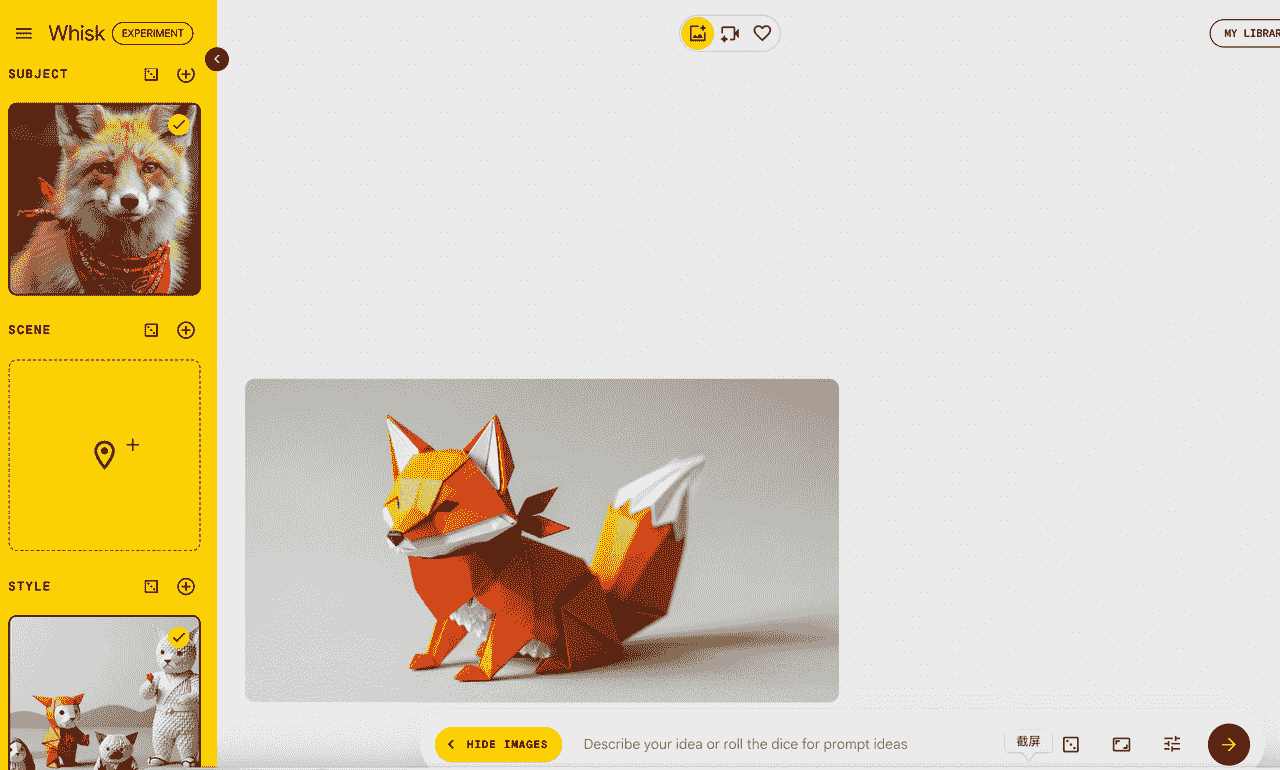 Whisk EXPERIMENT
MY LIBRAR
SUBJECT
SCENE
STYLE
HIDE IMAGES
Describe your idea or roll the dice for prompt ideas
截屏